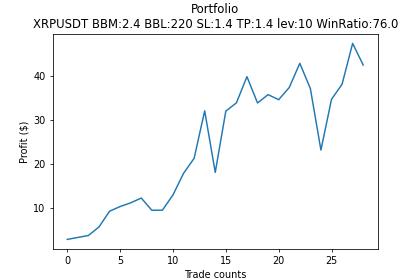 Portfolio
XRPUSDT BBM:2.4 BBL:220 SL:1.4 TP:1.4 lev:10 WinRatio:76.0
Profit ($)
40
30
20
10
0 5 10 15 20 25
Trade counts